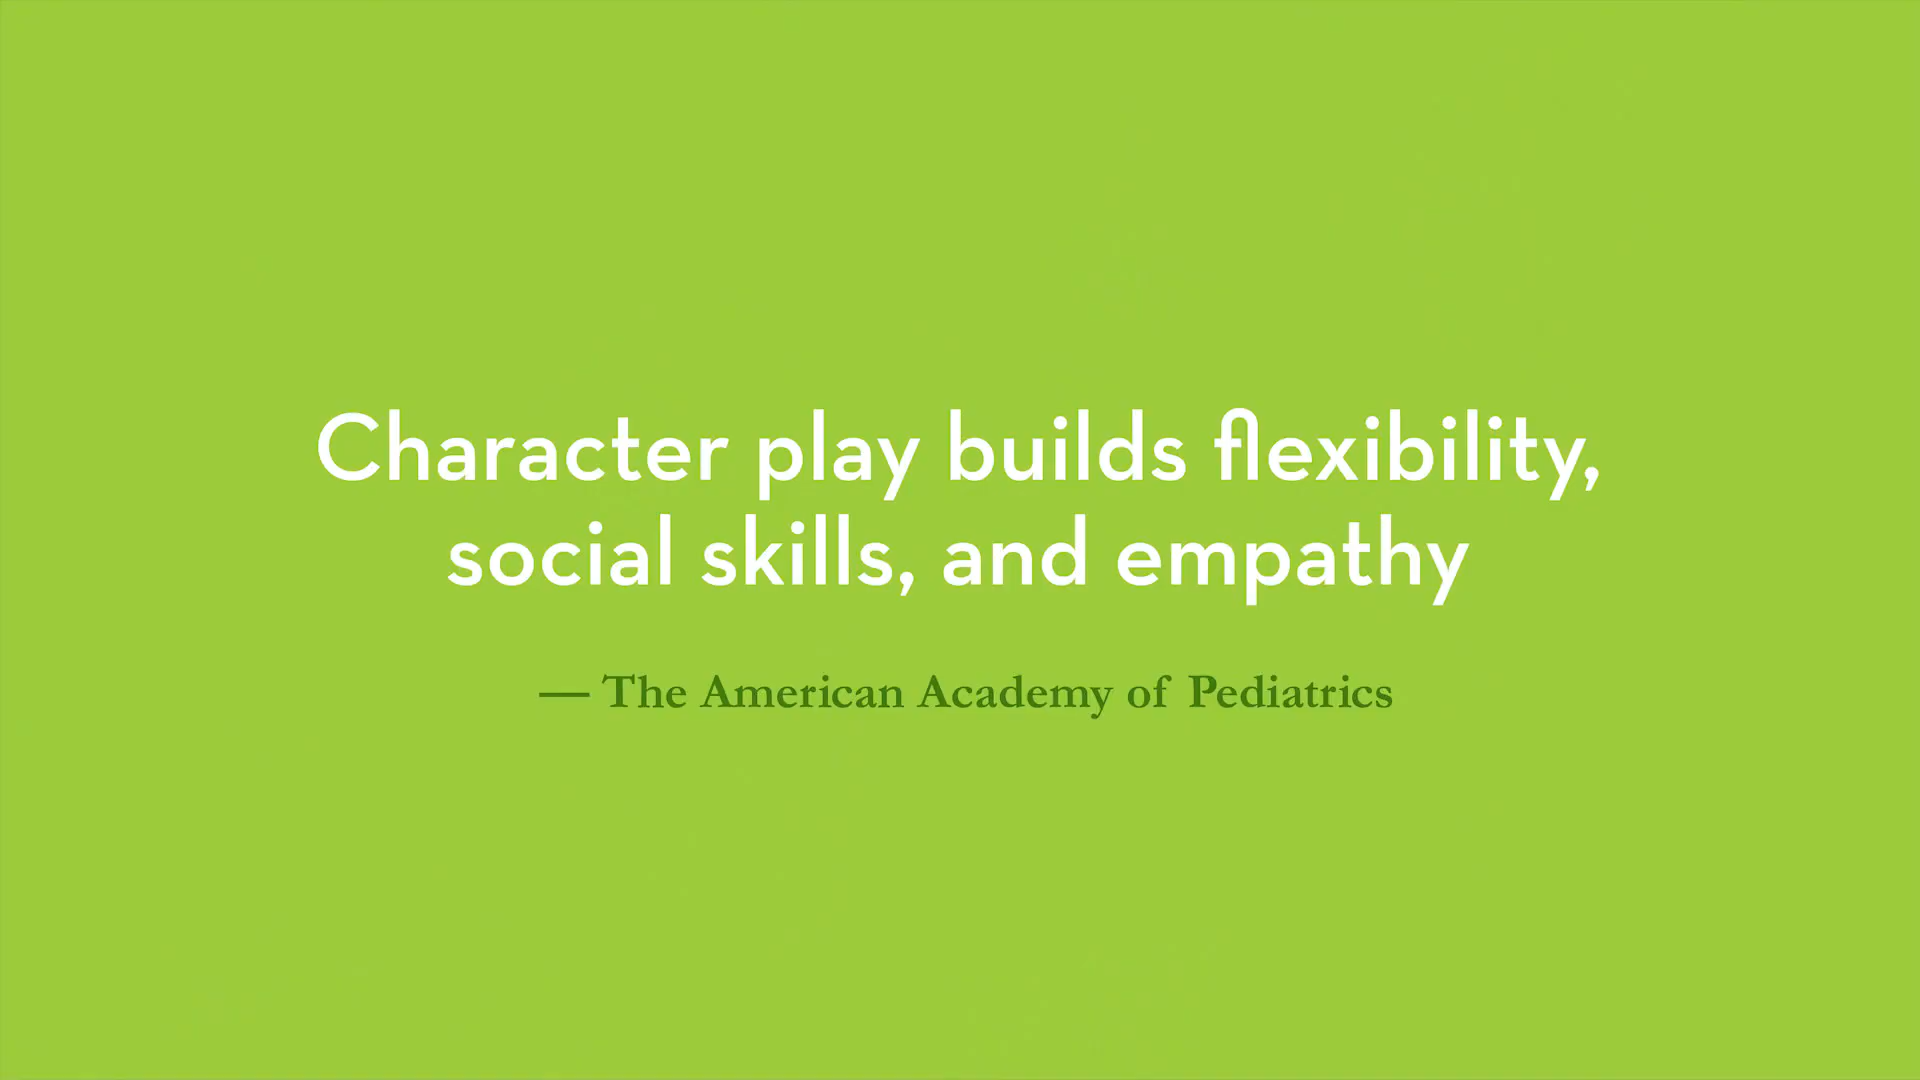 Character play builds flexibility,
social skills, and empathy
— The American Academy of Pediatrics